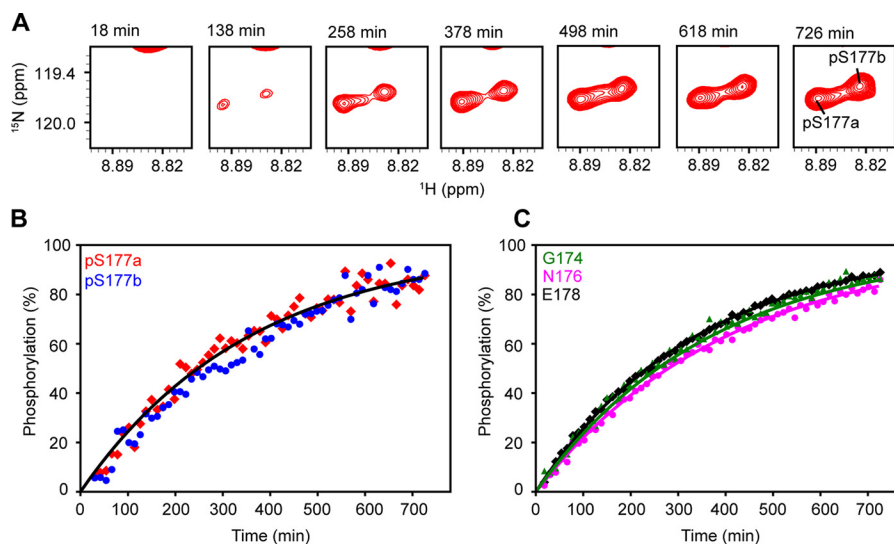 A
18 min
138 min
258 min
378 min
498 min
618 min
726 min
¹⁵N (ppm)
119.4
120.0
pS177b
pS177a
8.89 8.82
8.89 8.82
8.89 8.82
8.89 8.82
8.89 8.82
8.89 8.82
8.89 8.82
¹H (ppm)
B
Phosphorylation (%)
100
80
60
40
20
0
pS177a
pS177b
0 100 200 300 400 500 600 700
Time (min)
C
Phosphorylation (%)
100
80
60
40
20
0
G174
N176
E178
0 100 200 300 400 500 600 700
Time (min)